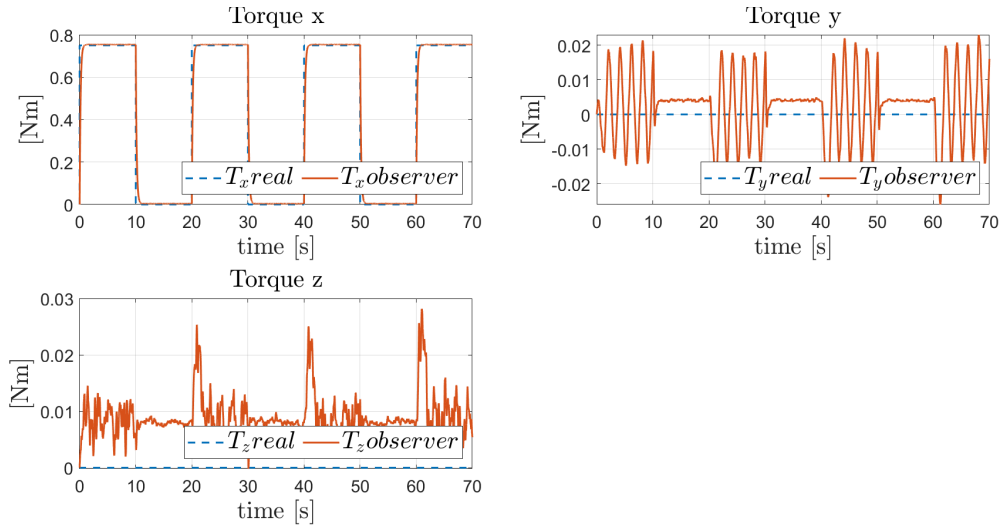 Torque x
0.8
0.6
0.4
0.2
0
[Nm]
T_x real T_x observer
0 10 20 30 40 50 60 70
time [s]
Torque y
0.02
0.01
0
-0.01
-0.02
[Nm]
T_y real T_y observer
0 10 20 30 40 50 60 70
time [s]
Torque z
0.03
0.02
0.01
0
[Nm]
T_z real T_z observer
0 10 20 30 40 50 60 70
time [s]